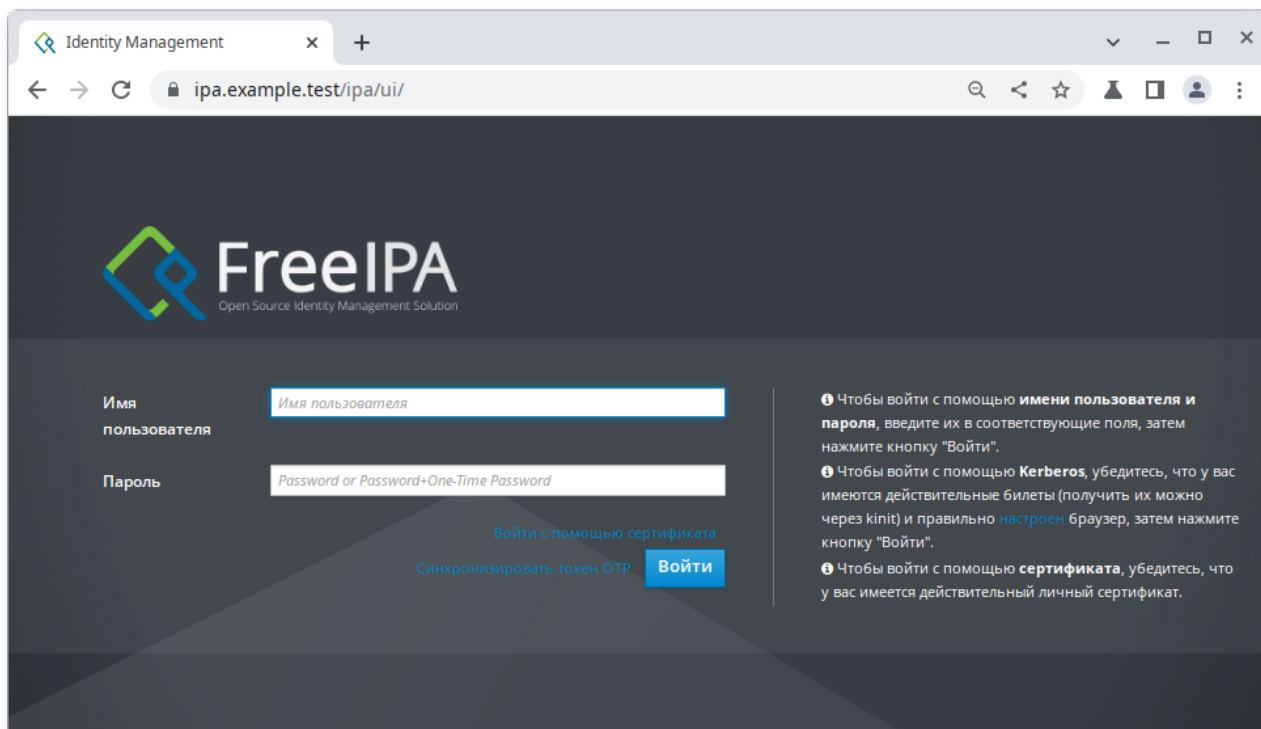 Identity Management
ipa.example.test/ipa/ui/
FreeIPA
Open Source Identity Management Solution
Имя
пользователя
Имя пользователя
Пароль
Password or Password+One-Time Password
Войти с помощью сертификата
Синхронизировать токен OTP
Войти
Чтобы войти с помощью имени пользователя и
пароля, введите их в соответствующие поля, затем
нажмите кнопку "Войти".
Чтобы войти с помощью Kerberos, убедитесь, что у вас
имеются действительные билеты (получить их можно
через kinit) и правильно настроен браузер, затем нажмите
кнопку "Войти".
Чтобы войти с помощью сертификата, убедитесь, что
у вас имеется действительный личный сертификат.